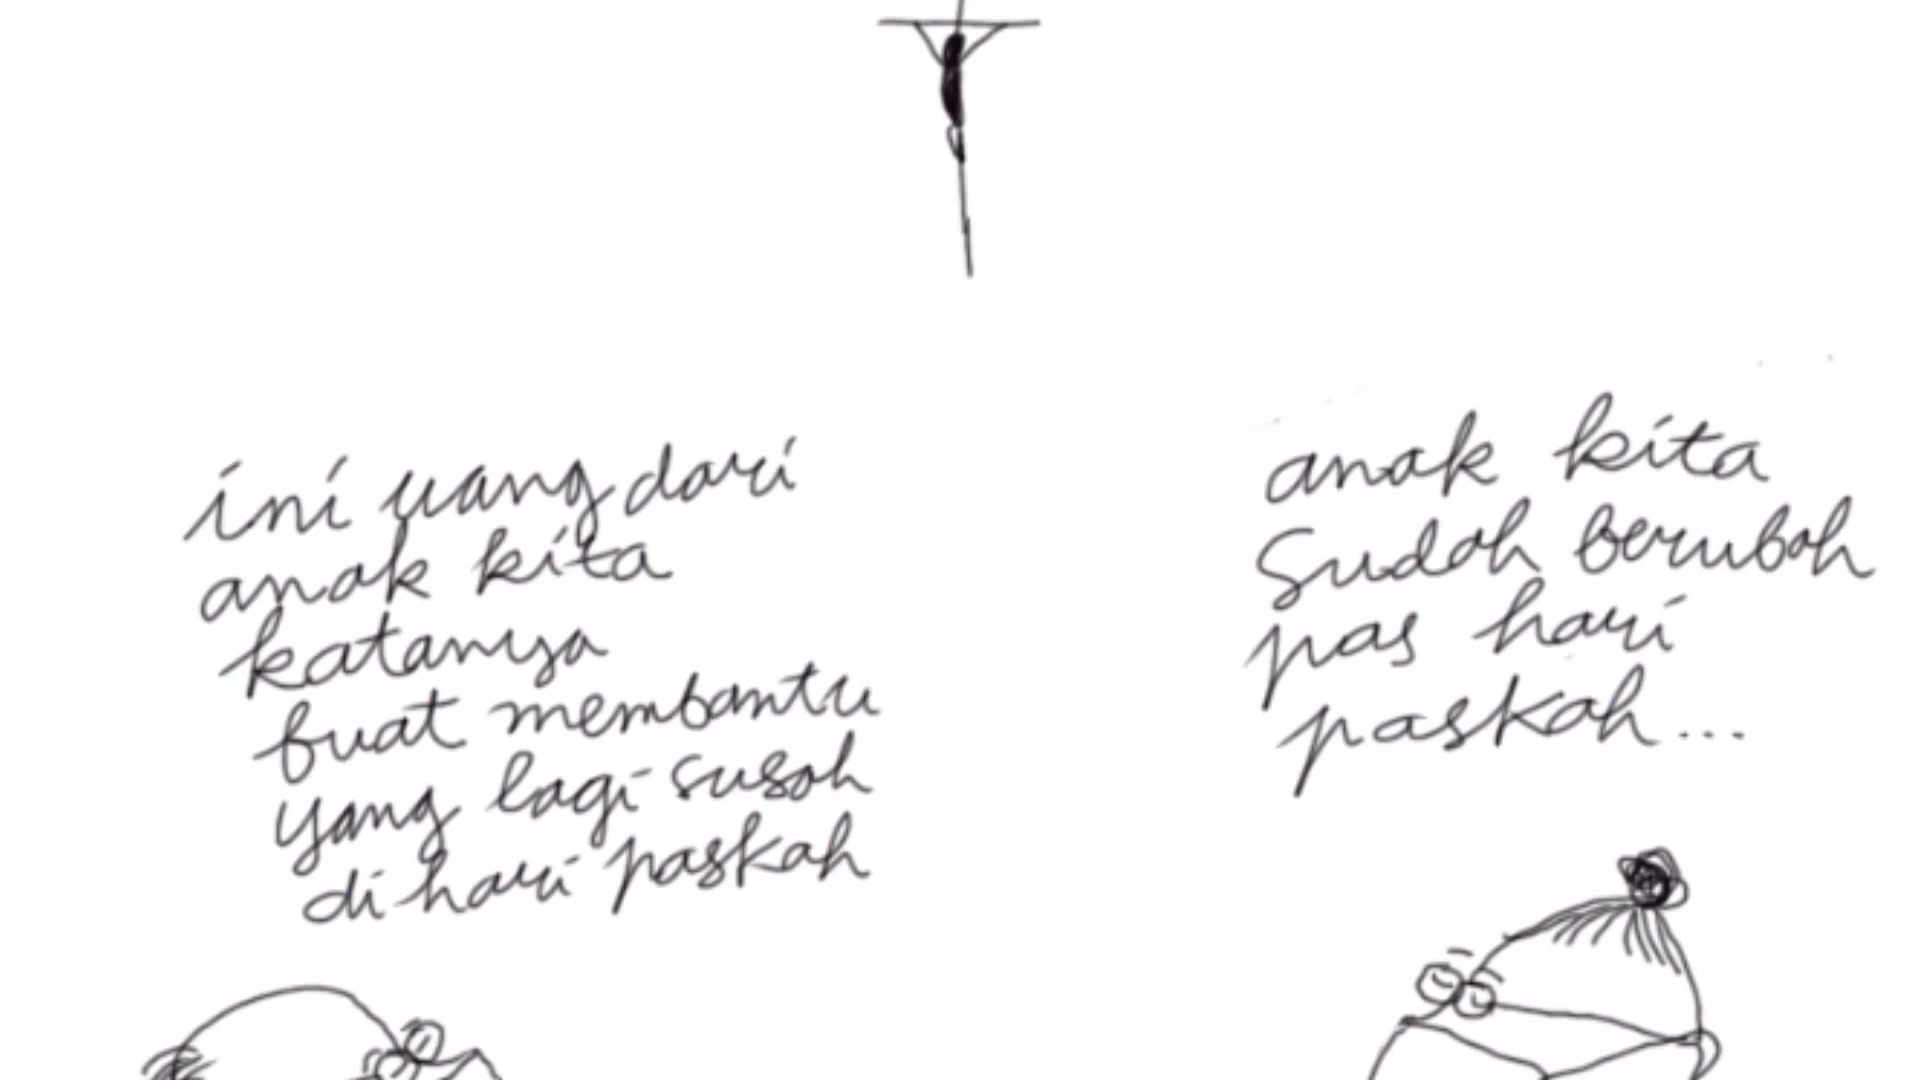 ini uang dari
anak kita
katanya
buat membantu
yang lagi susah
di hari paskah
anak kita
Sudah berubah
pas hari
paskah...